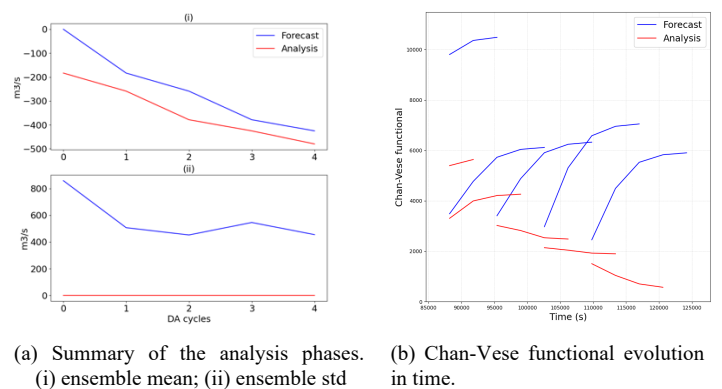 (i)
0
−100
−200
−300
−400
−500
m3/s
Forecast
Analysis
0 1 2 3 4
(ii)
800
600
400
200
0
m3/s
0 1 2 3 4
DA cycles
10000
8000
6000
4000
2000
0
Chan-Vese functional
Forecast
Analysis
85000 90000 95000 100000 105000 110000 115000 120000 125000
Time (s)
(a) Summary of the analysis phases.
(i) ensemble mean; (ii) ensemble std
(b) Chan-Vese functional evolution
in time.